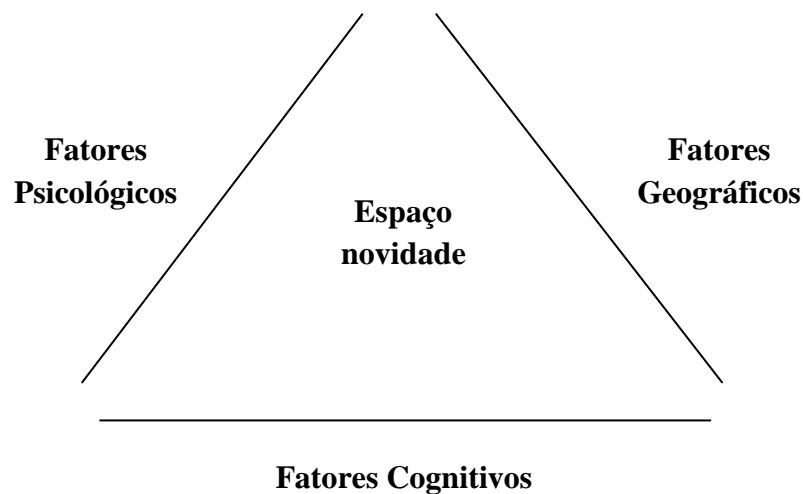 Fatores
Psicológicos
Fatores
Geográficos
Espaço
novidade
Fatores Cognitivos